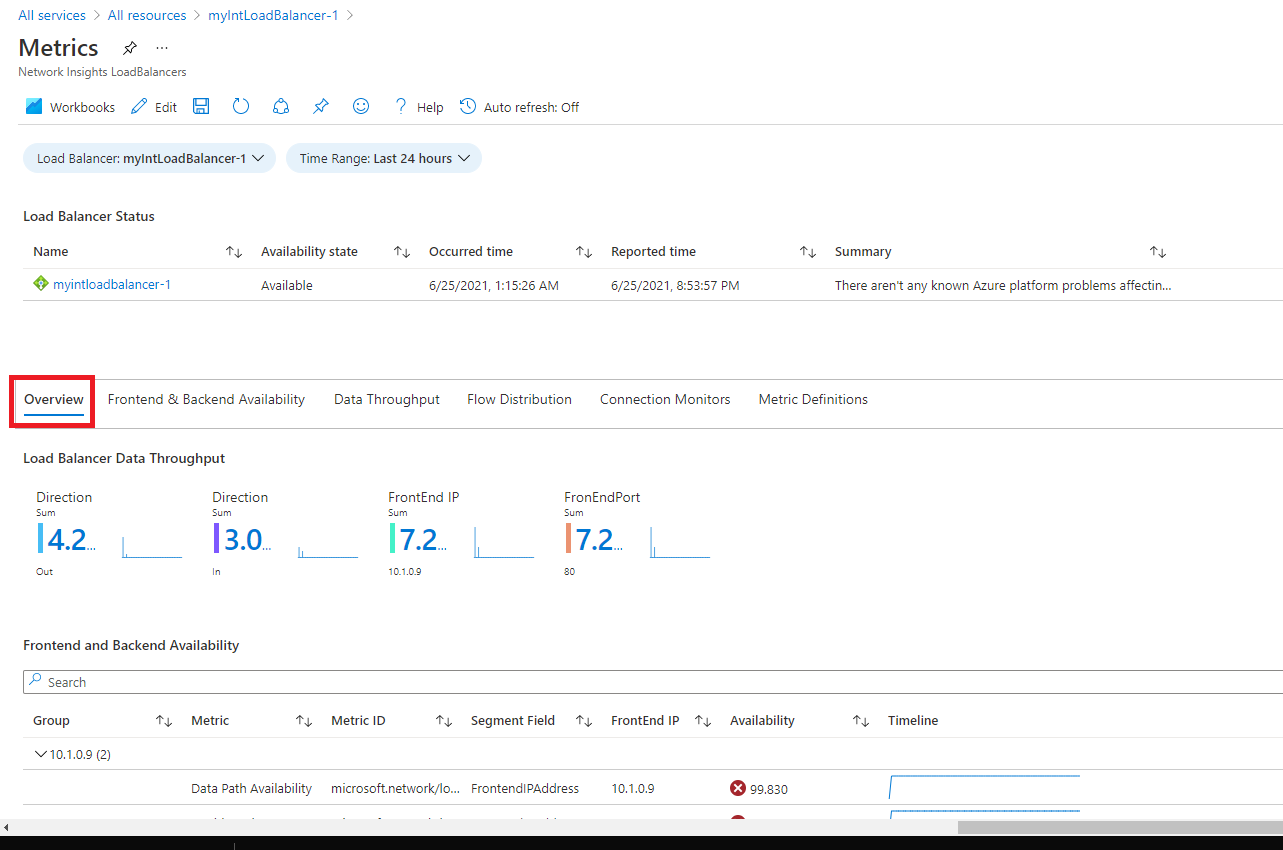 All services > All resources > myIntLoadBalancer-1 >
Metrics ...
Network Insights LoadBalancers
Workbooks Edit ? Help Auto refresh: Off
Load Balancer: myIntLoadBalancer-1 Time Range: Last 24 hours
Load Balancer Status
Name Availability state Occurred time Reported time Summary
myintloadbalancer-1 Available 6/25/2021, 1:15:26 AM 6/25/2021, 8:53:57 PM There aren't any known Azure platform problems affectin...
Overview Frontend & Backend Availability Data Throughput Flow Distribution Connection Monitors Metric Definitions
Load Balancer Data Throughput
Direction Direction FrontEnd IP FronEndPort
Sum Sum Sum Sum
4.2... 3.0... 7.2... 7.2...
Out In 10.1.0.9 80
Frontend and Backend Availability
Search
Group Metric Metric ID Segment Field FrontEnd IP Availability Timeline
10.1.0.9 (2)
Data Path Availability microsoft.network/lo... FrontendIPAddress 10.1.0.9 99.830